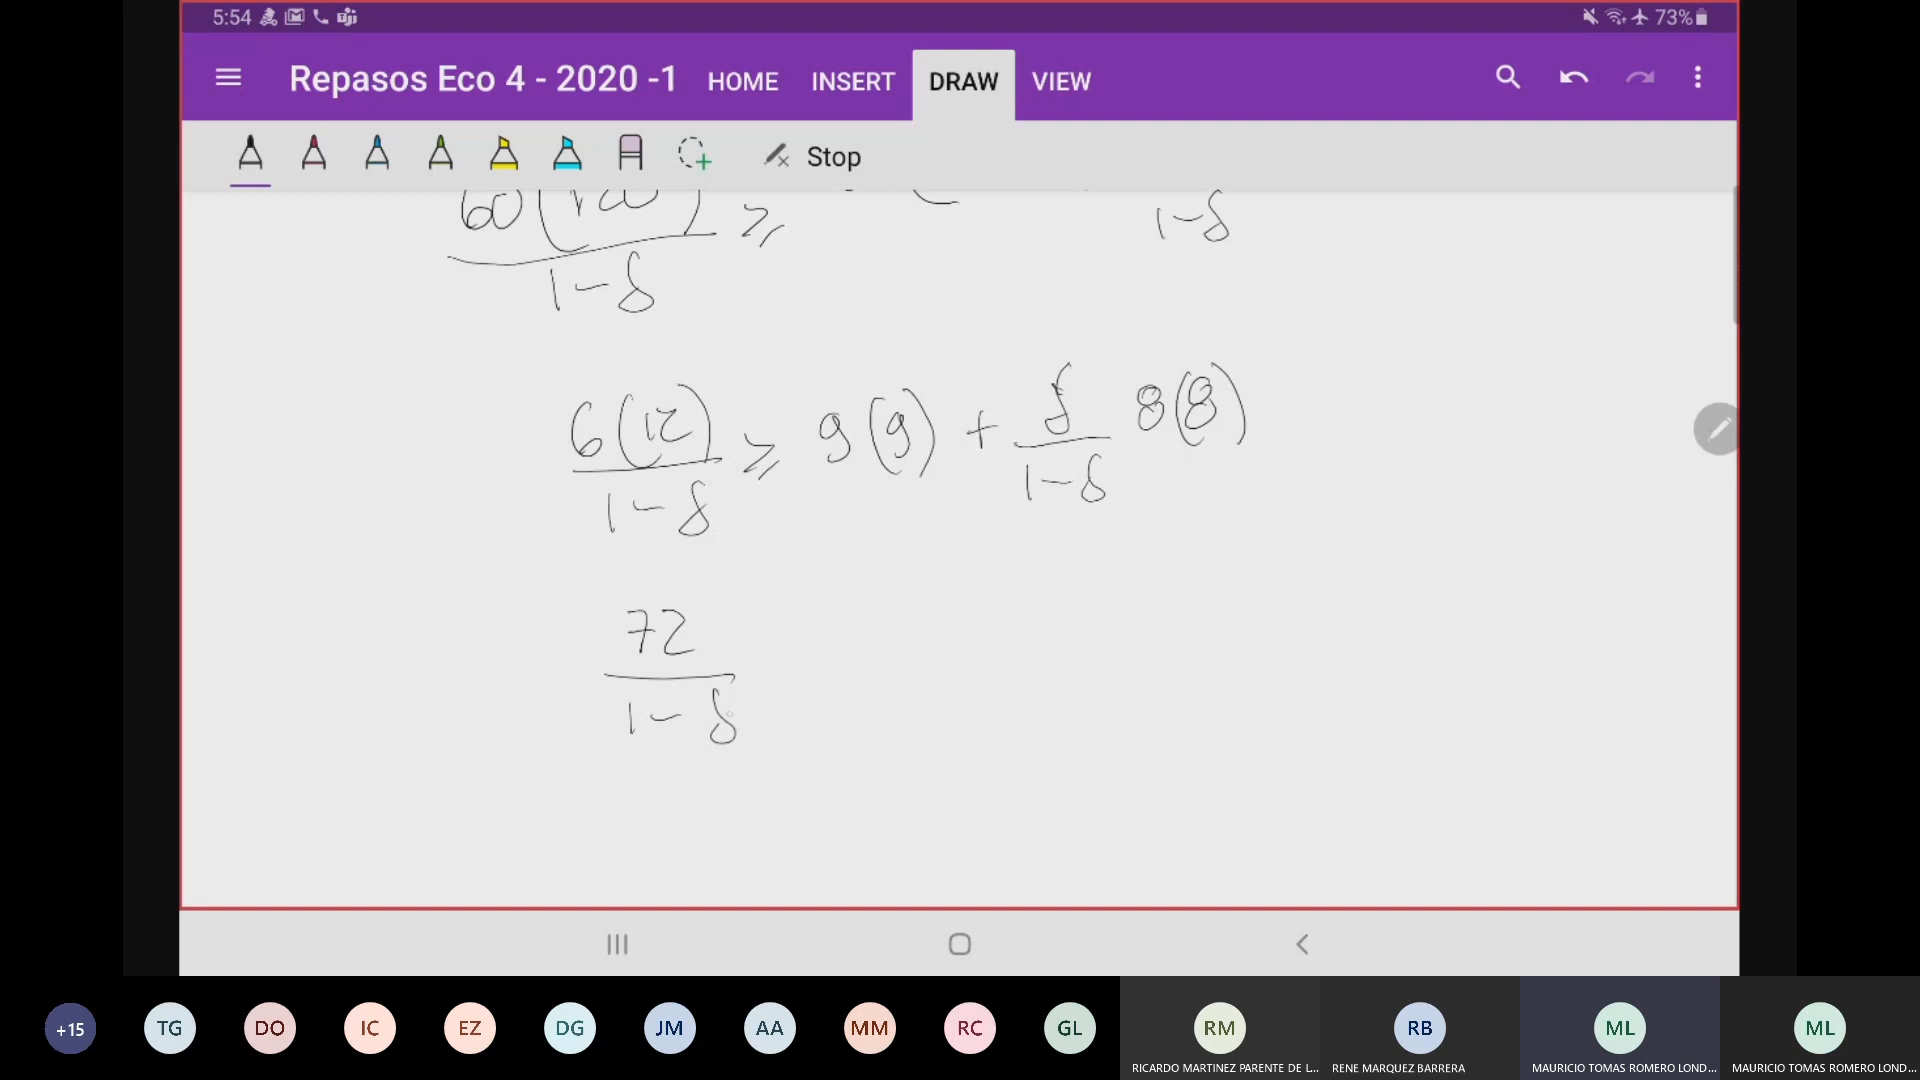 5:54 73%
Repasos Eco 4 - 2020 -1 HOME INSERT DRAW VIEW
Stop
60(120) ≥
1-δ 1-δ
6(12) ≥ 9(9) + δ 8(8)
1-δ 1-δ
72
1-δ
+15 TG DO IC EZ DG JM AA MM RC GL RM RB ML ML
RICARDO MARTINEZ PARENTE DE L... RENE MARQUEZ BARRERA MAURICIO TOMAS ROMERO LOND... MAURICIO TOMAS ROMERO LOND...